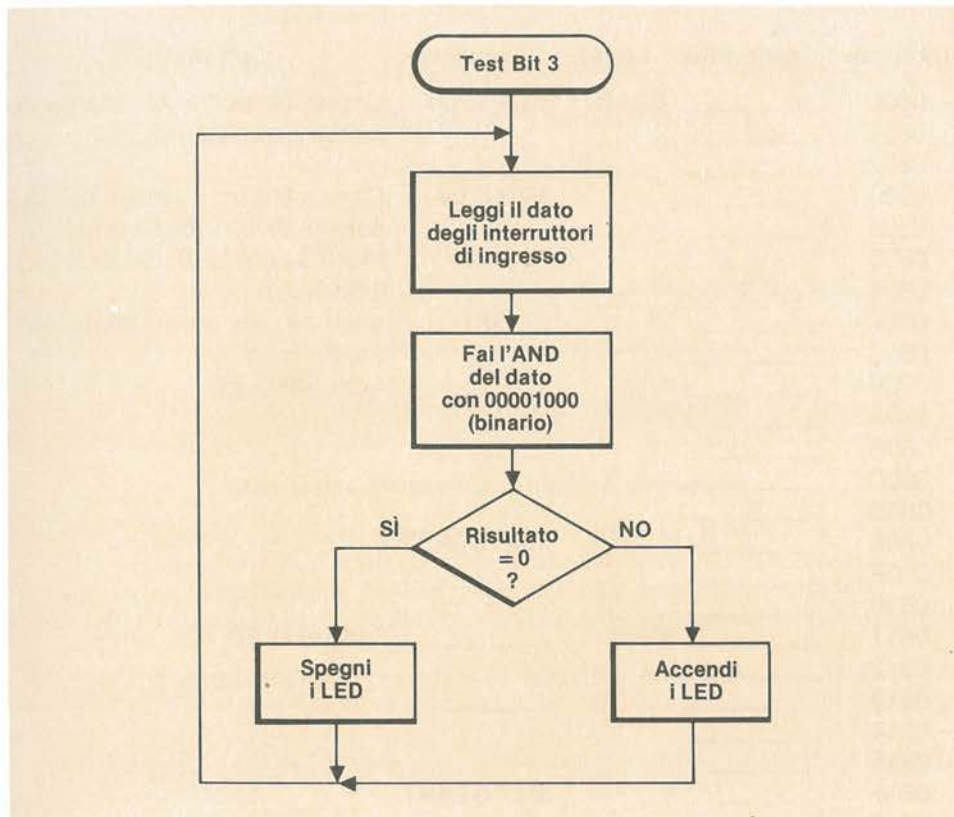 Test Bit 3
Leggi il dato
degli interruttori
di ingresso
Fai l'AND
del dato
con 00001000
(binario)
SÌ
Risultato
= 0
?
NO
Spegni
i LED
Accendi
i LED